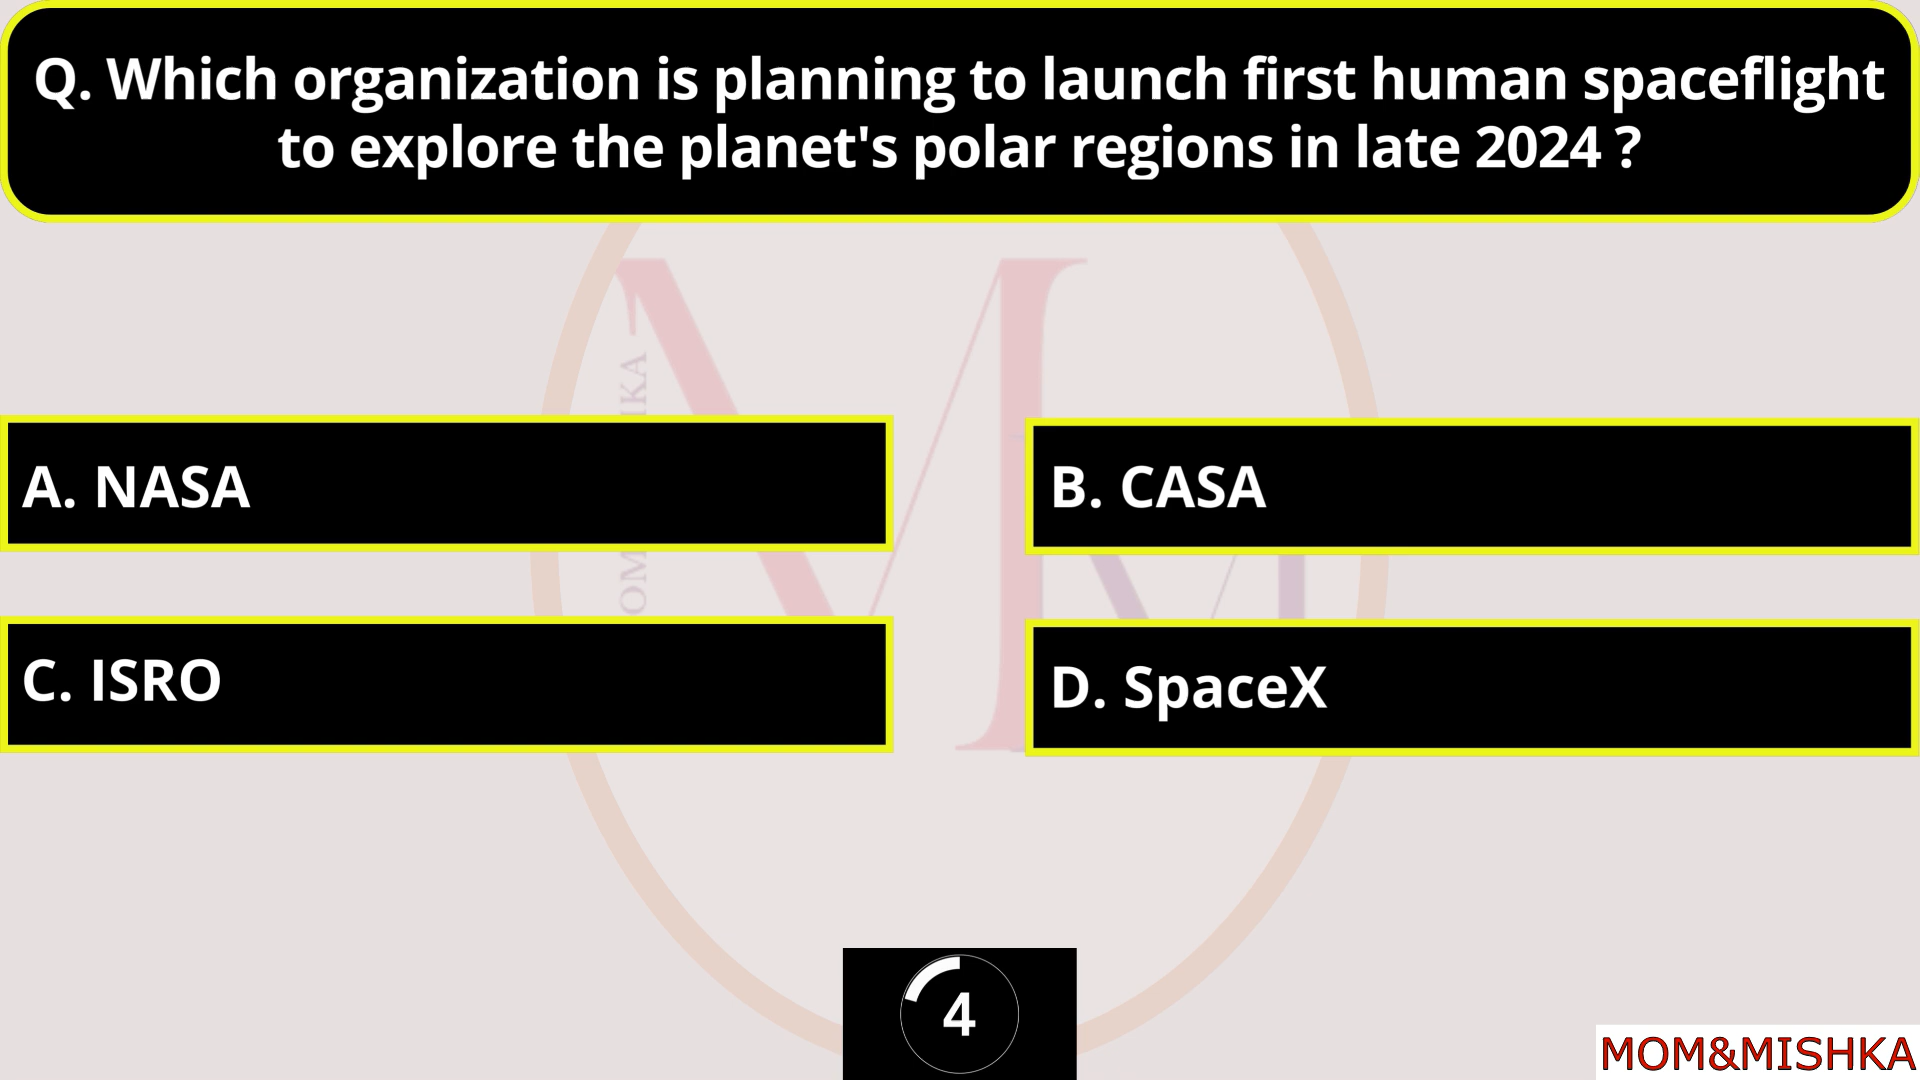 Q. Which organization is planning to launch first human spaceflight
to explore the planet's polar regions in late 2024 ?
A. NASA
B. CASA
C. ISRO
D. SpaceX
4
MOM&MISHKA